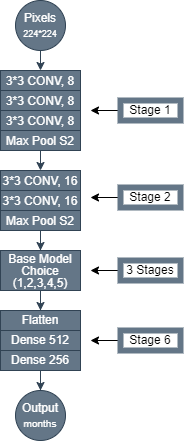 Pixels
224*224
3*3 CONV, 8
3*3 CONV, 8
3*3 CONV, 8
Max Pool S2
Stage 1
3*3 CONV, 16
3*3 CONV, 16
Max Pool S2
Stage 2
Base Model
Choice
(1,2,3,4,5)
3 Stages
Flatten
Dense 512
Dense 256
Stage 6
Output
months